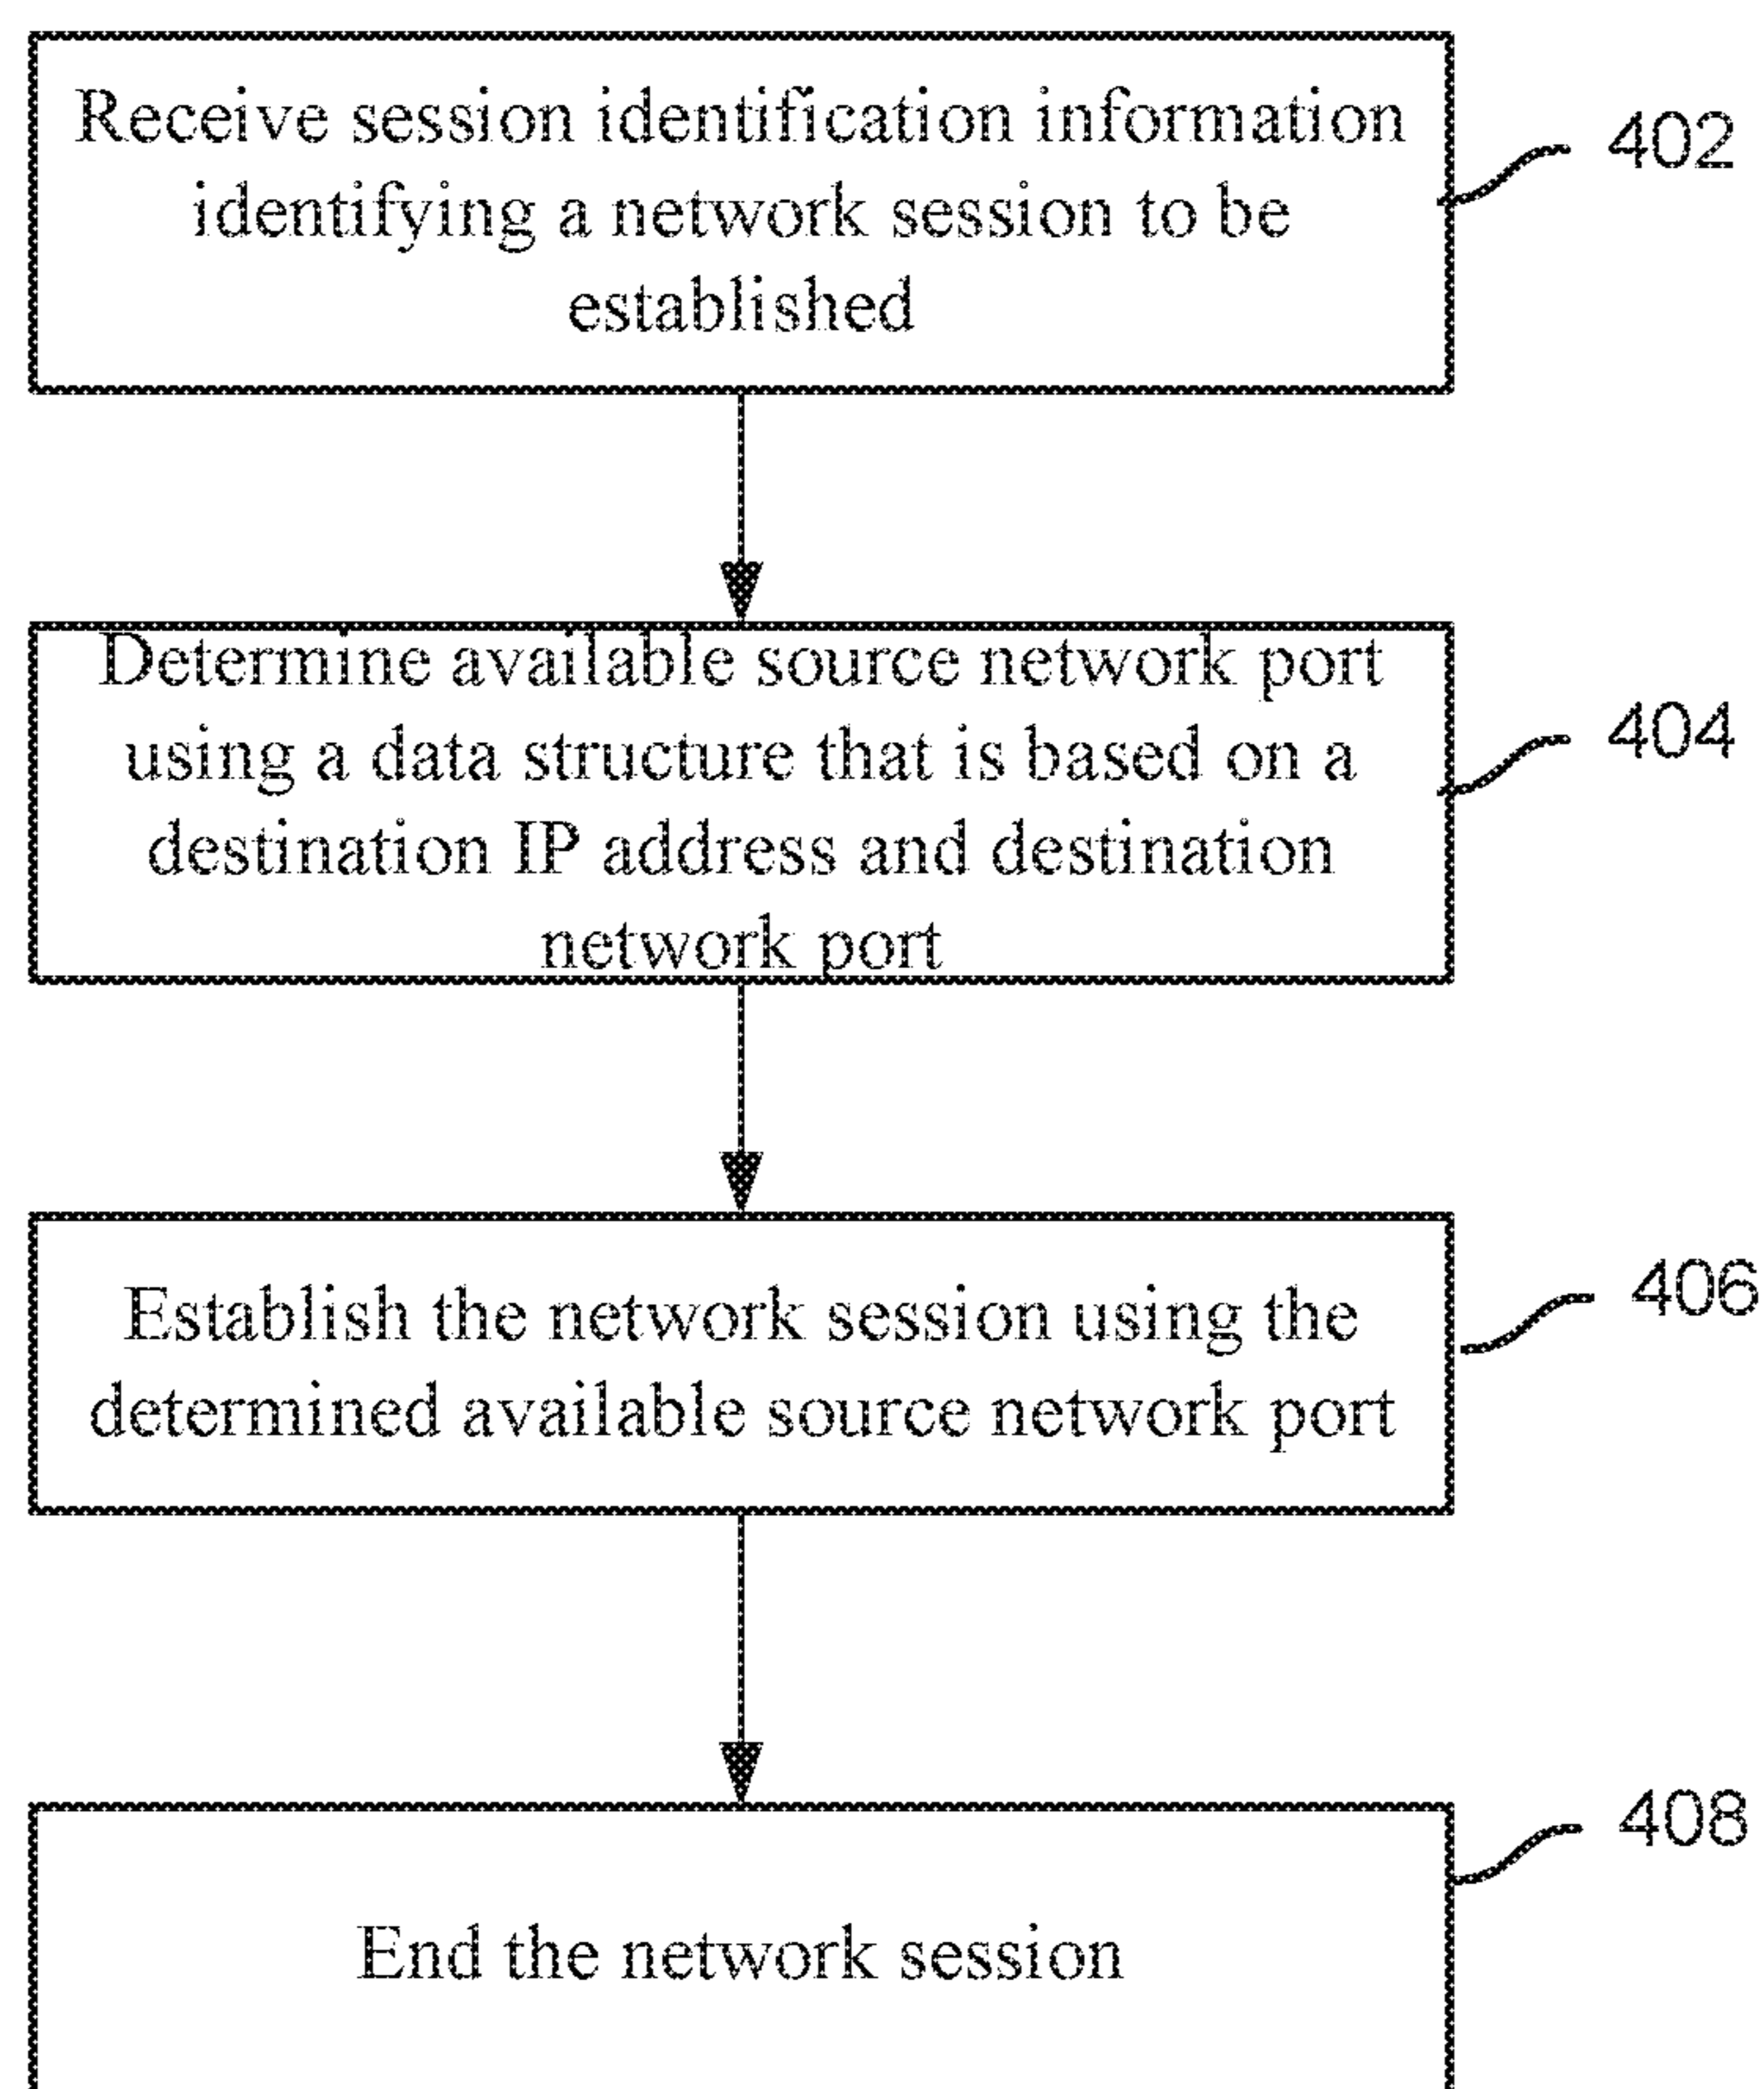 Receive session identification information
identifying a network session to be
established
402
Determine available source network port
using a data structure that is based on a
destination IP address and destination
network port
404
Establish the network session using the
determined available source network port
406
End the network session
408